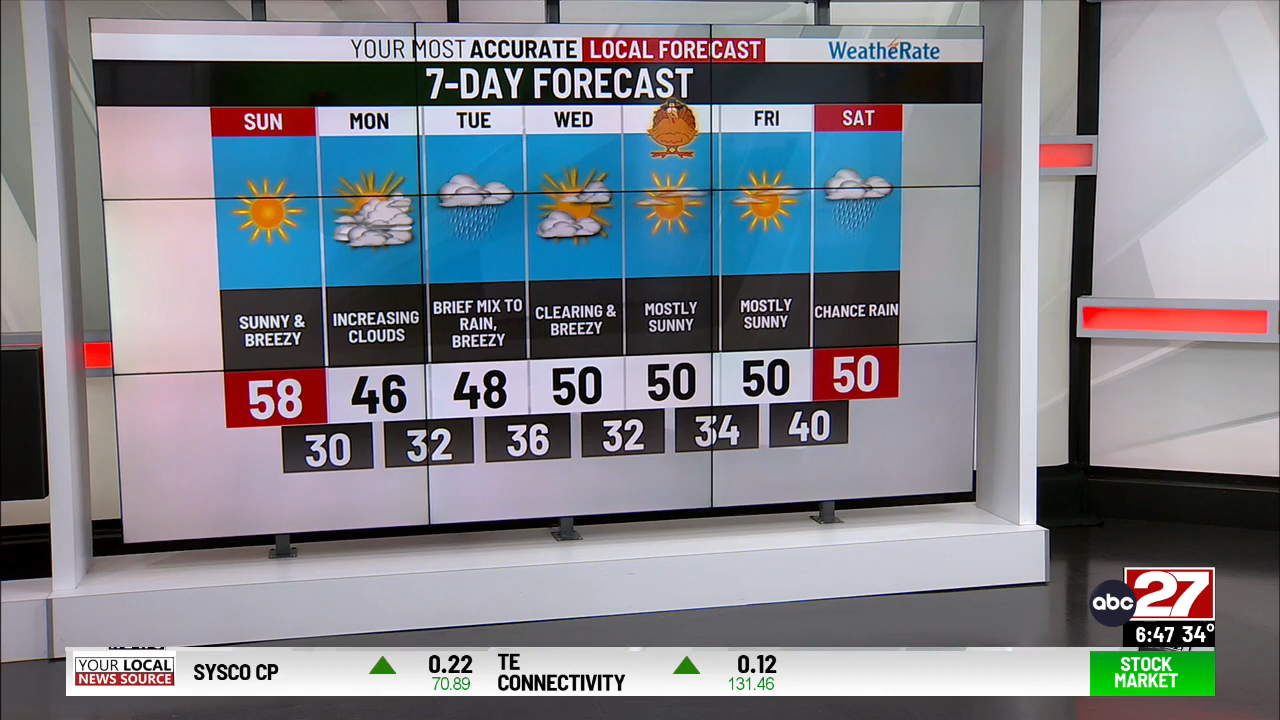 YOUR MOST ACCURATE LOCAL FORECAST
WeatheRate
7-DAY FORECAST
SUN MON TUE WED FRI SAT
SUNNY &
BREEZY
INCREASING
CLOUDS
BRIEF MIX TO
RAIN,
BREEZY
CLEARING &
BREEZY
MOSTLY
SUNNY
MOSTLY
SUNNY
CHANCE RAIN
58 46 48 50 50 50 50
30 32 36 32 34 40
abc 27
6:47 34°
YOUR LOCAL
NEWS SOURCE
SYSCO CP
0.22
70.89
TE
CONNECTIVITY
0.12
131.46
STOCK
MARKET